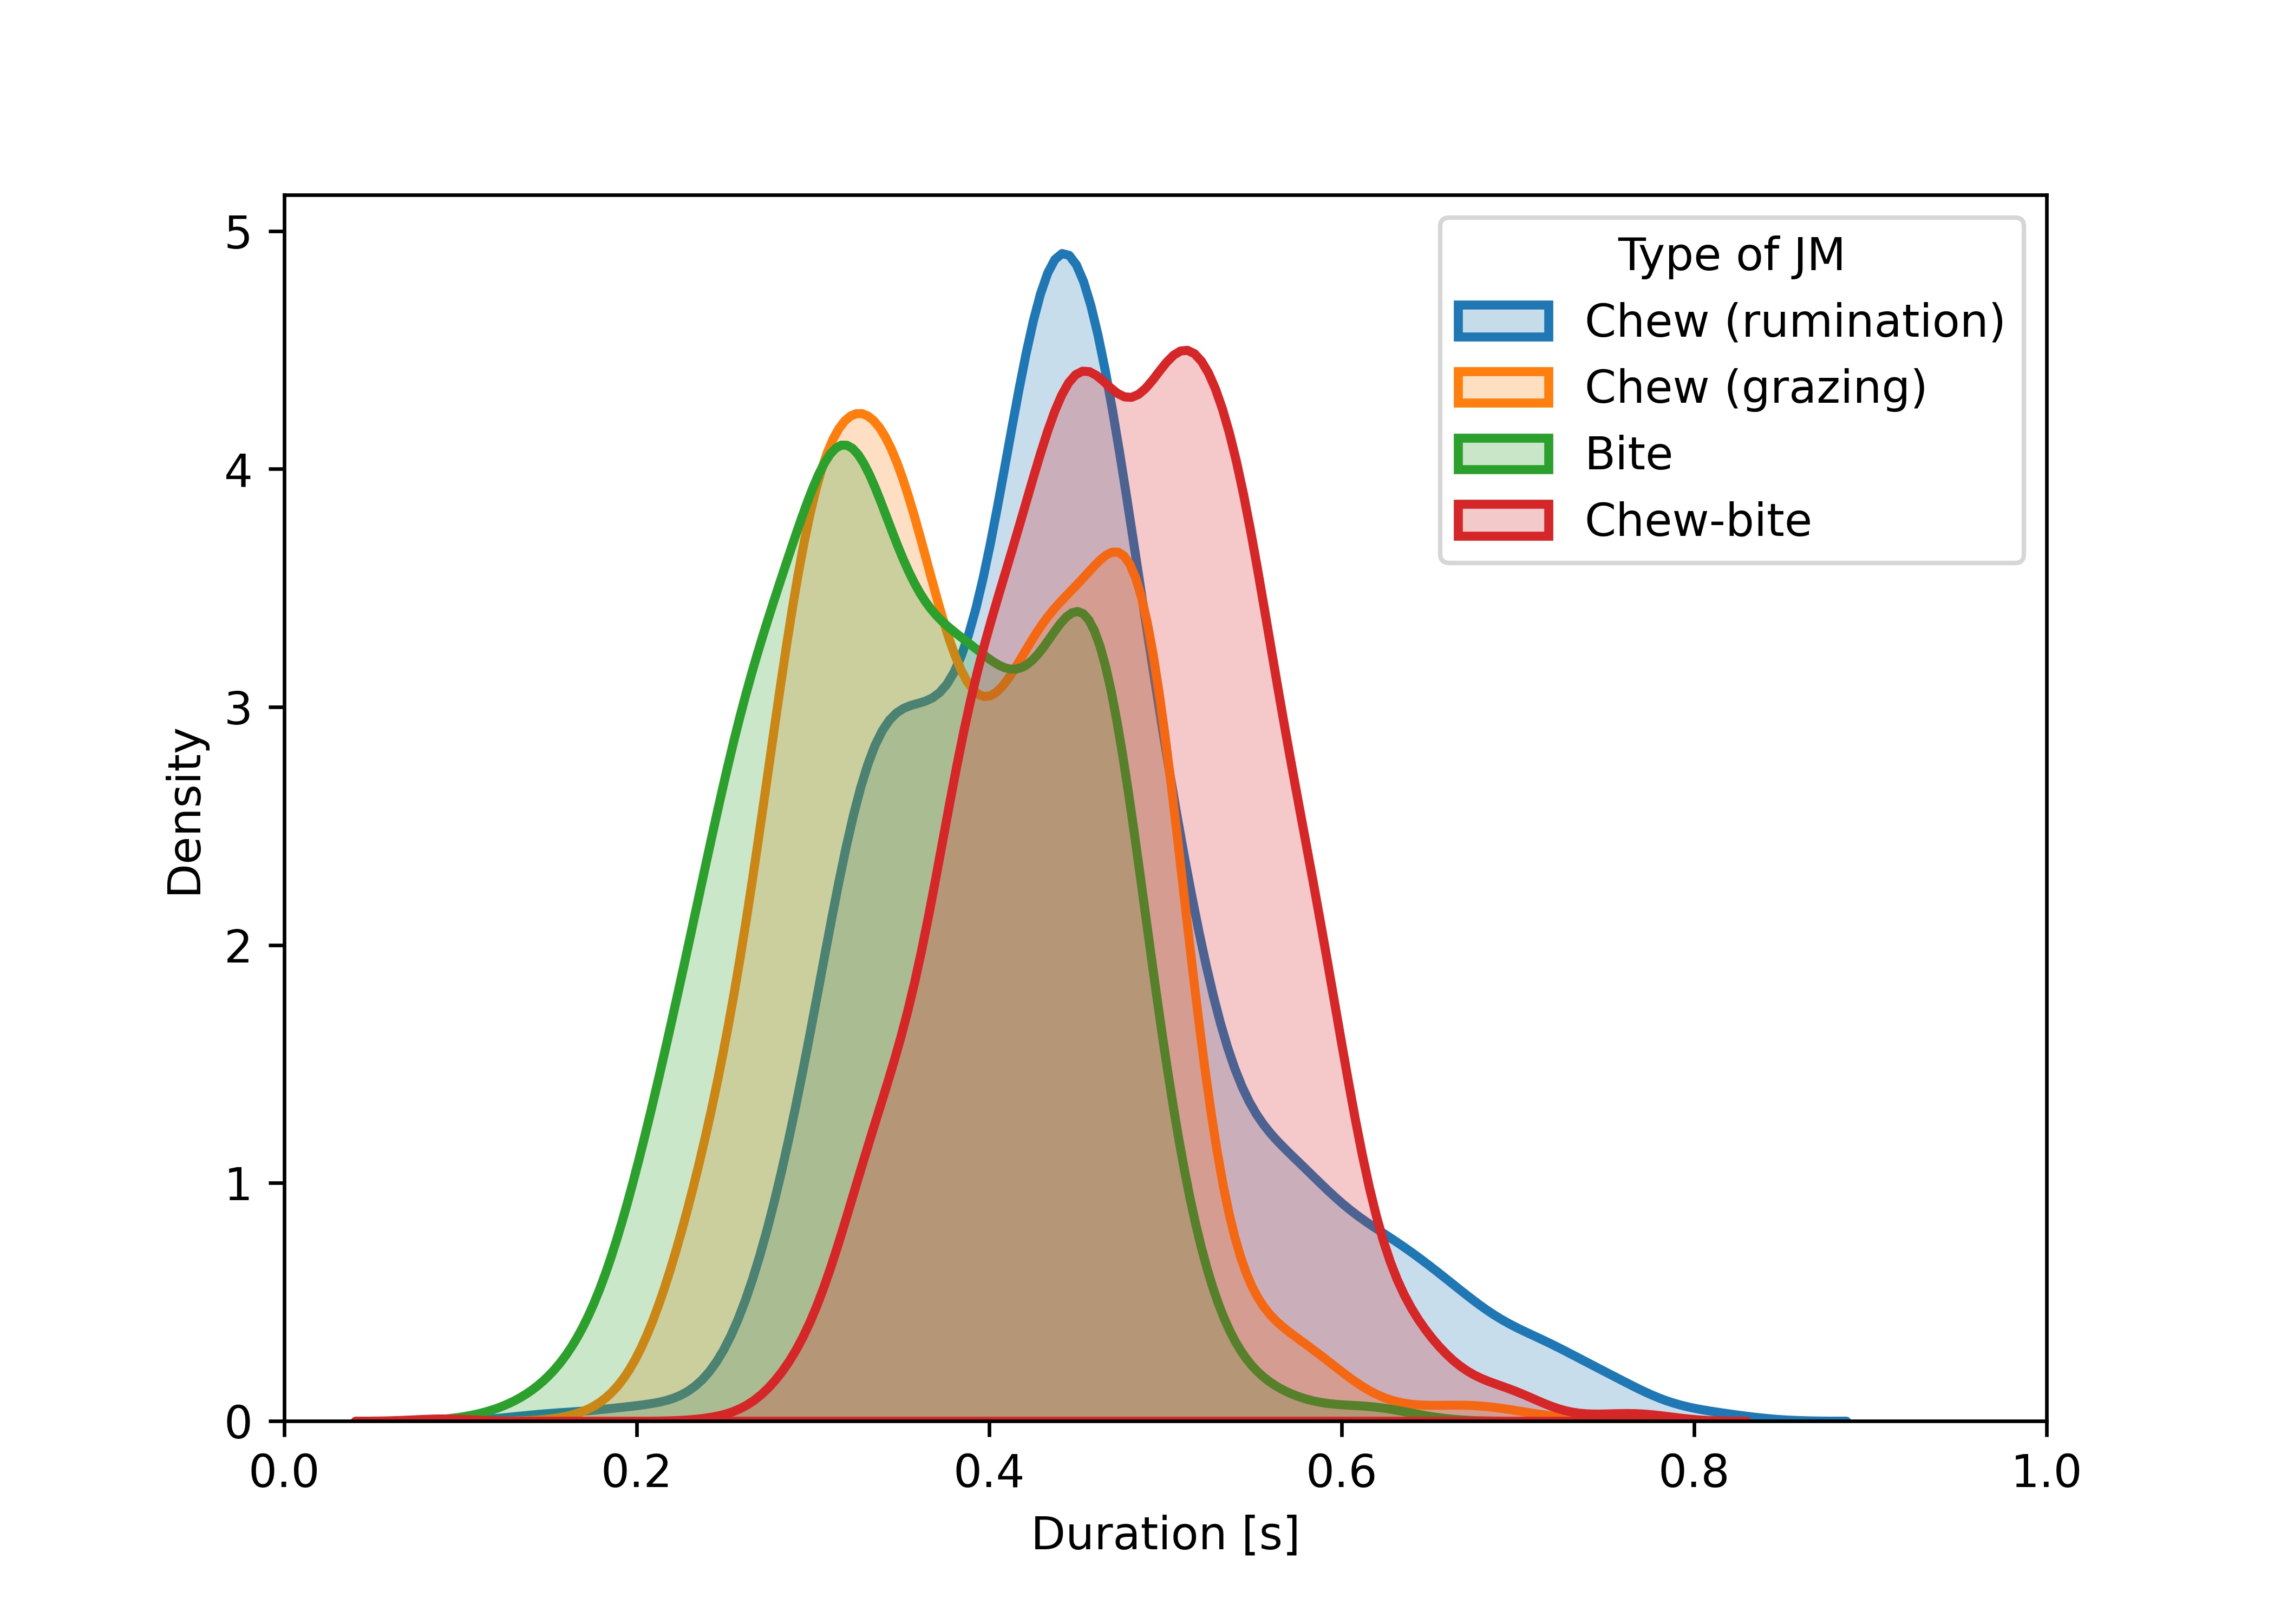 Type of JM
Chew (rumination)
Chew (grazing)
Bite
Chew-bite
Density
5
4
3
2
1
0
0.0 0.2 0.4 0.6 0.8 1.0
Duration [s]